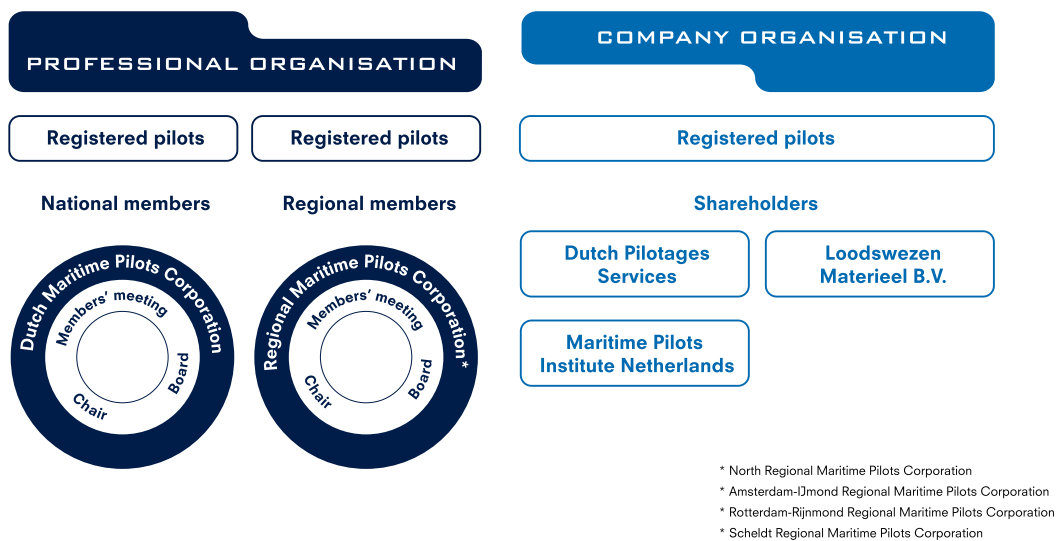 PROFESSIONAL ORGANISATION
Registered pilots
Registered pilots
National members
Regional members
Dutch Maritime Pilots Corporation
Members' meeting
Board
Chair
Regional Maritime Pilots Corporation*
Members' meeting
Board
Chair
COMPANY ORGANISATION
Registered pilots
Shareholders
Dutch Pilotages
Services
Loodswezen
Materieel B.V.
Maritime Pilots
Institute Netherlands
* North Regional Maritime Pilots Corporation
* Amsterdam-IJmond Regional Maritime Pilots Corporation
* Rotterdam-Rijnmond Regional Maritime Pilots Corporation
* Scheldt Regional Maritime Pilots Corporation